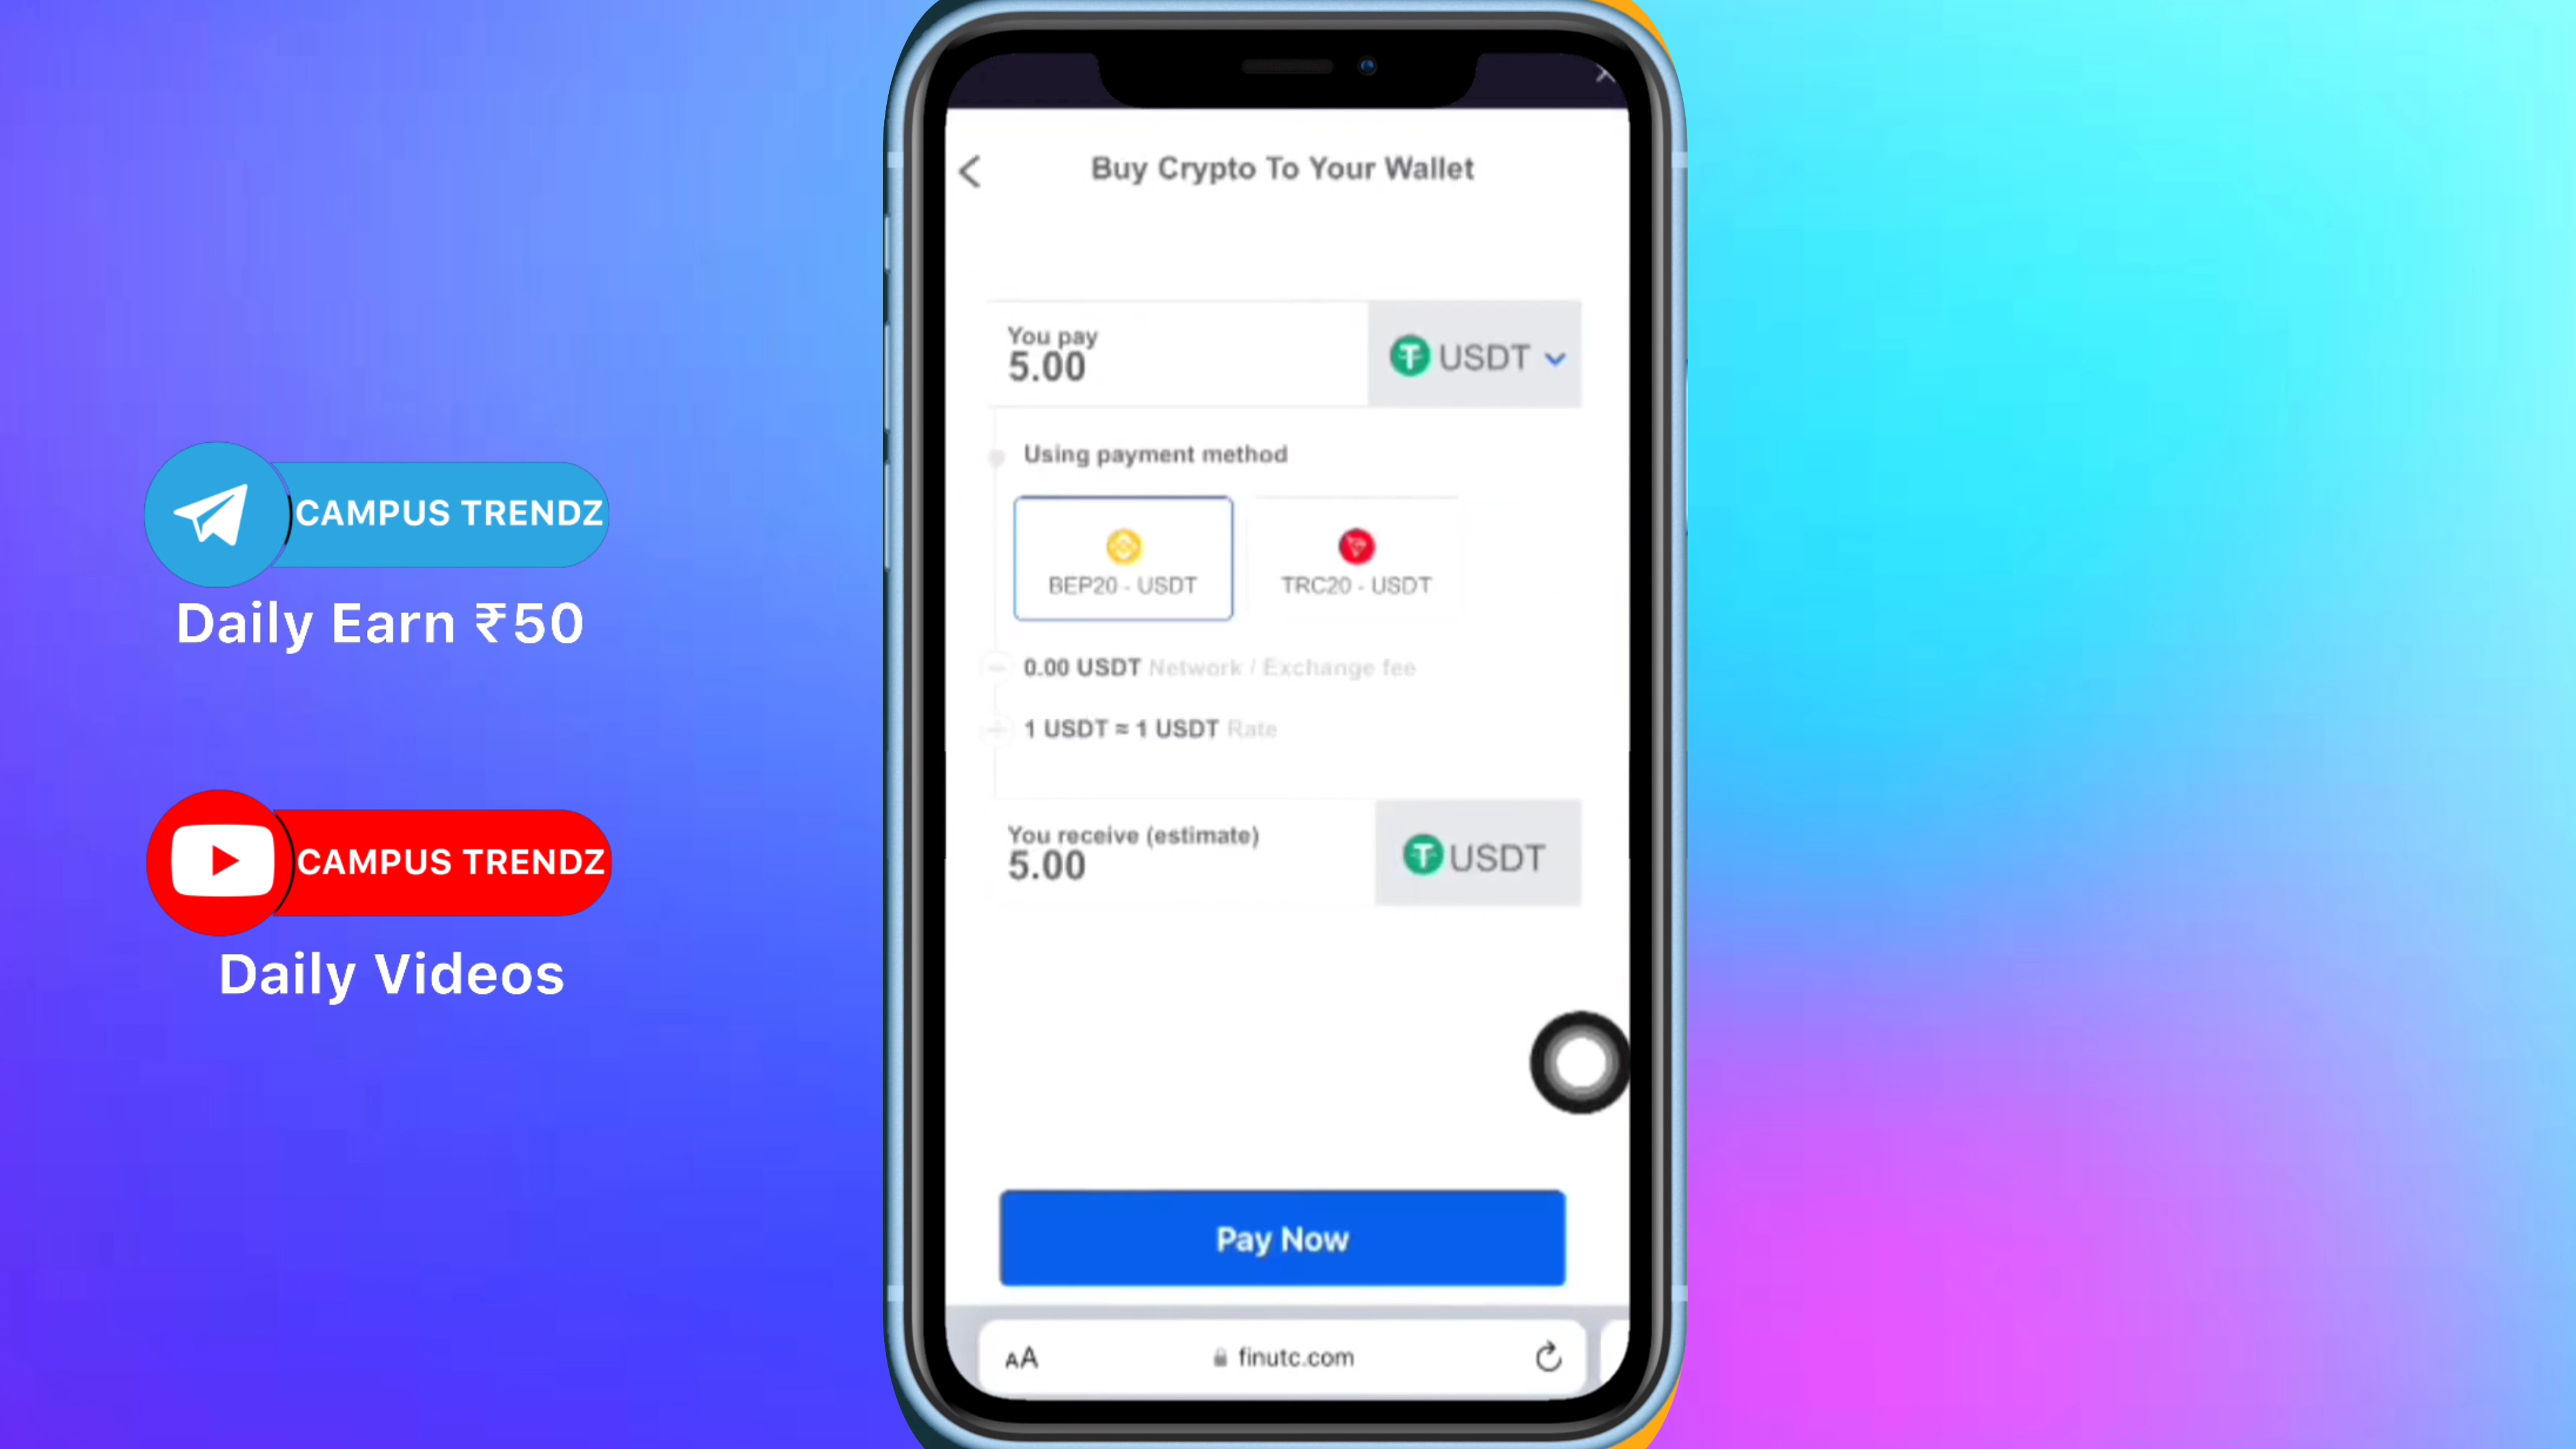 CAMPUS TRENDZ
Daily Earn ₹50
CAMPUS TRENDZ
Daily Videos
Buy Crypto To Your Wallet
You pay
5.00
USDT
Using payment method
BEP20 - USDT
TRC20 - USDT
0.00 USDT Network / Exchange fee
1 USDT ≈ 1 USDT Rate
You receive (estimate)
5.00
USDT
Pay Now
AA
finutc.com